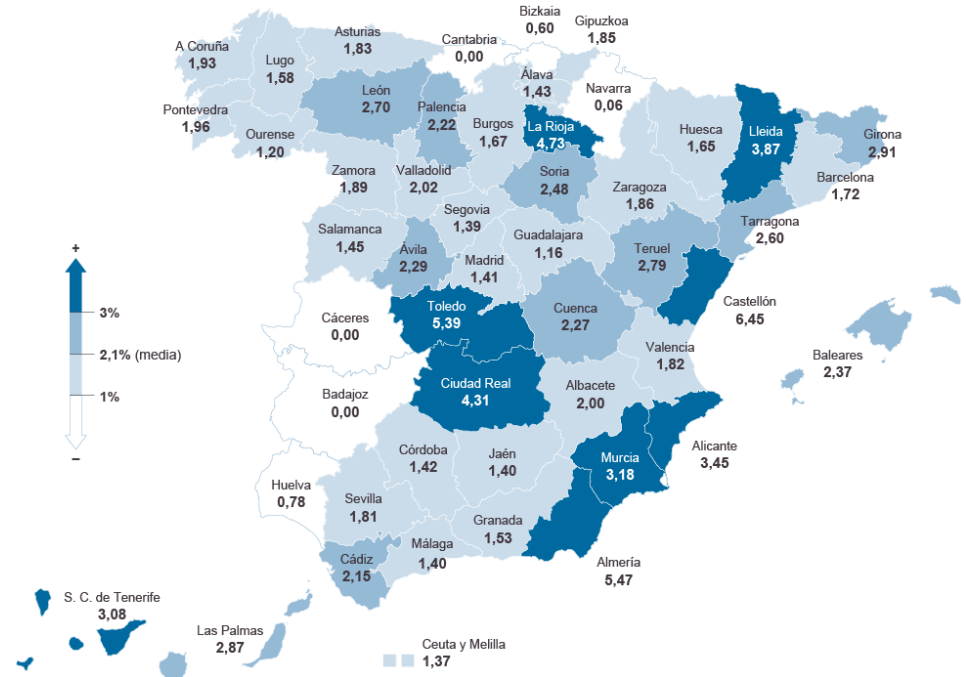 Bizkaia
0,60
Gipuzkoa
1,85
Asturias
1,83
Cantabria
0,00
A Coruña
1,93
Lugo
1,58
Álava
1,43
Navarra
0,06
León
2,70
Palencia
2,22
Pontevedra
1,96
Ourense
1,20
Burgos
1,67
La Rioja
4,73
Huesca
1,65
Lleida
3,87
Girona
2,91
Barcelona
1,72
Zamora
1,89
Valladolid
2,02
Soria
2,48
Zaragoza
1,86
Tarragona
2,60
Segovia
1,39
Salamanca
1,45
Ávila
2,29
Madrid
1,41
Guadalajara
1,16
Teruel
2,79
+
3%
2,1% (media)
1%
–
Cáceres
0,00
Toledo
5,39
Cuenca
2,27
Castellón
6,45
Valencia
1,82
Baleares
2,37
Badajoz
0,00
Ciudad Real
4,31
Albacete
2,00
Córdoba
1,42
Jaén
1,40
Murcia
3,18
Alicante
3,45
Huelva
0,78
Sevilla
1,81
Granada
1,53
Málaga
1,40
Cádiz
2,15
Almería
5,47
S. C. de Tenerife
3,08
Las Palmas
2,87
Ceuta y Melilla
1,37